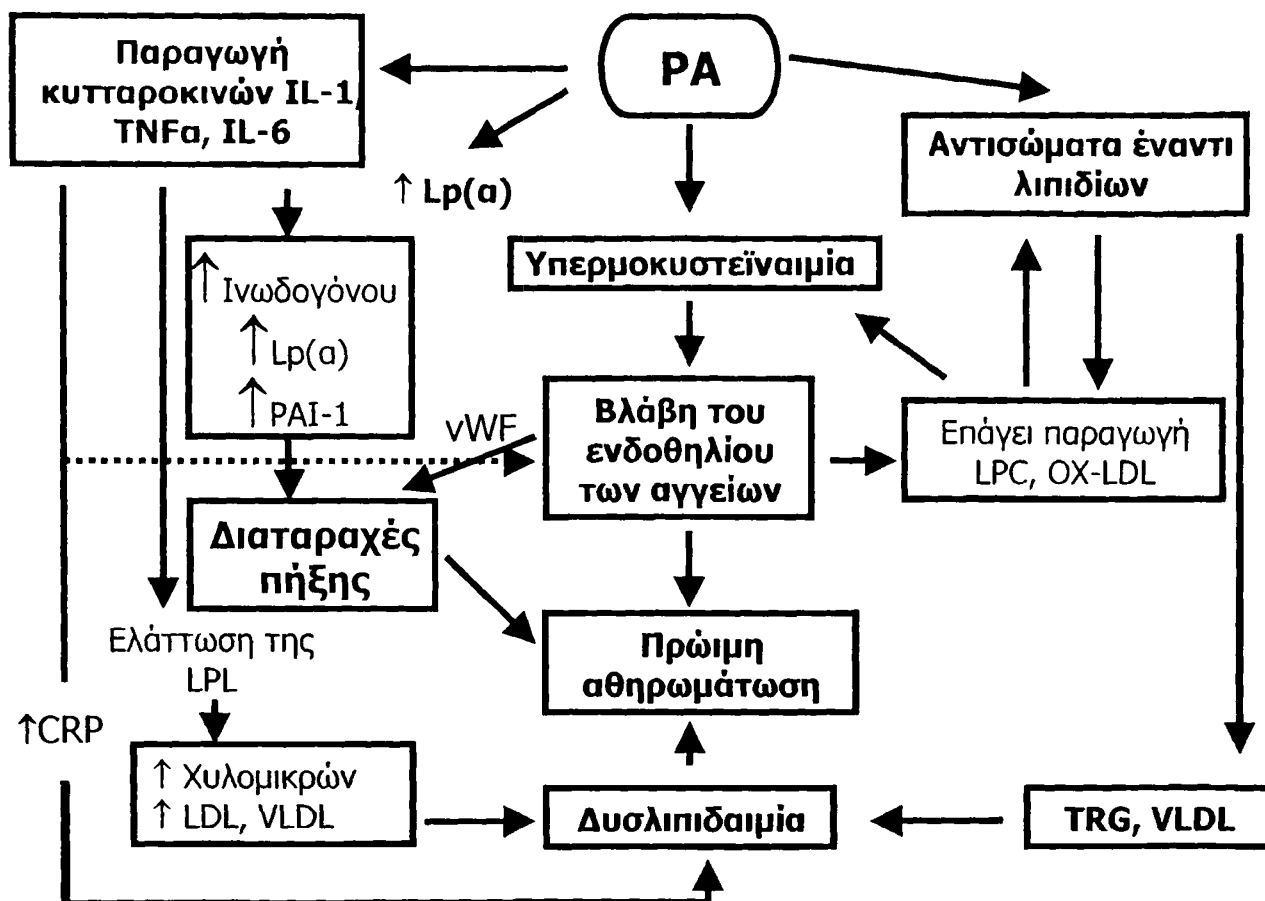 Παραγωγή
κυτταροκινών IL-1,
TNFα, IL-6
ΡΑ
Αντισώματα έναντι
λιπιδίων
↑ Lp(α)
Υπερμοκυστεϊναιμία
↑ Ινωδογόνου
↑ Lp(α)
↑ PAI-1
vWF
Βλάβη του
ενδοθηλίου
των αγγείων
Επάγει παραγωγή
LPC, OX-LDL
Διαταραχές
πήξης
Ελάττωση της
LPL
Πρώιμη
αθηρωμάτωση
↑CRP
↑ Χυλομικρών
↑ LDL, VLDL
Δυσλιπιδαιμία
TRG, VLDL